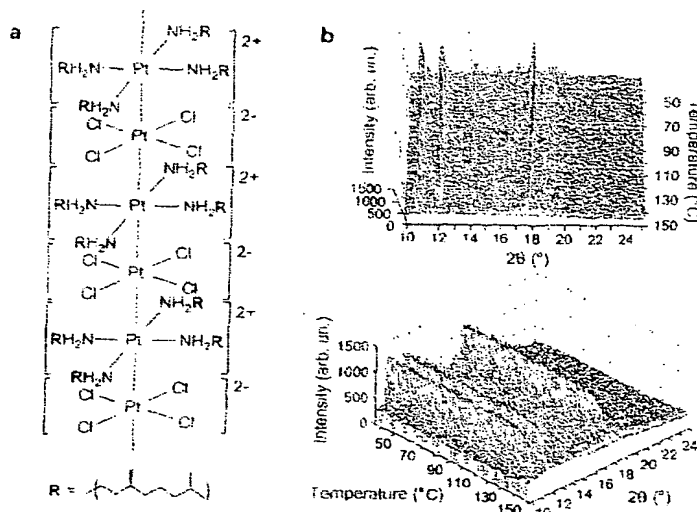 a
NH₂R
2+
RH₂N Pt NH₂R
RH₂N
2-
Cl Cl
Pt
Cl Cl
NH₂R
2+
RH₂N Pt NH₂R
RH₂N
2-
Cl Cl
Pt
Cl Cl
NH₂R
2+
RH₂N Pt NH₂R
RH₂N
2-
Cl Cl
Pt
Cl Cl
R =
b
Intensity (arb. un.)
1500
1000
500
0
10 12 14 16 18 20 22 24
2θ (°)
50
70
90
110
130
150
Temperature (°C)
Intensity (arb. un.)
1500
1000
500
0
50 70 90 110 130 150
Temperature (°C)
10 12 14 16 18 20 22 24
2θ (°)